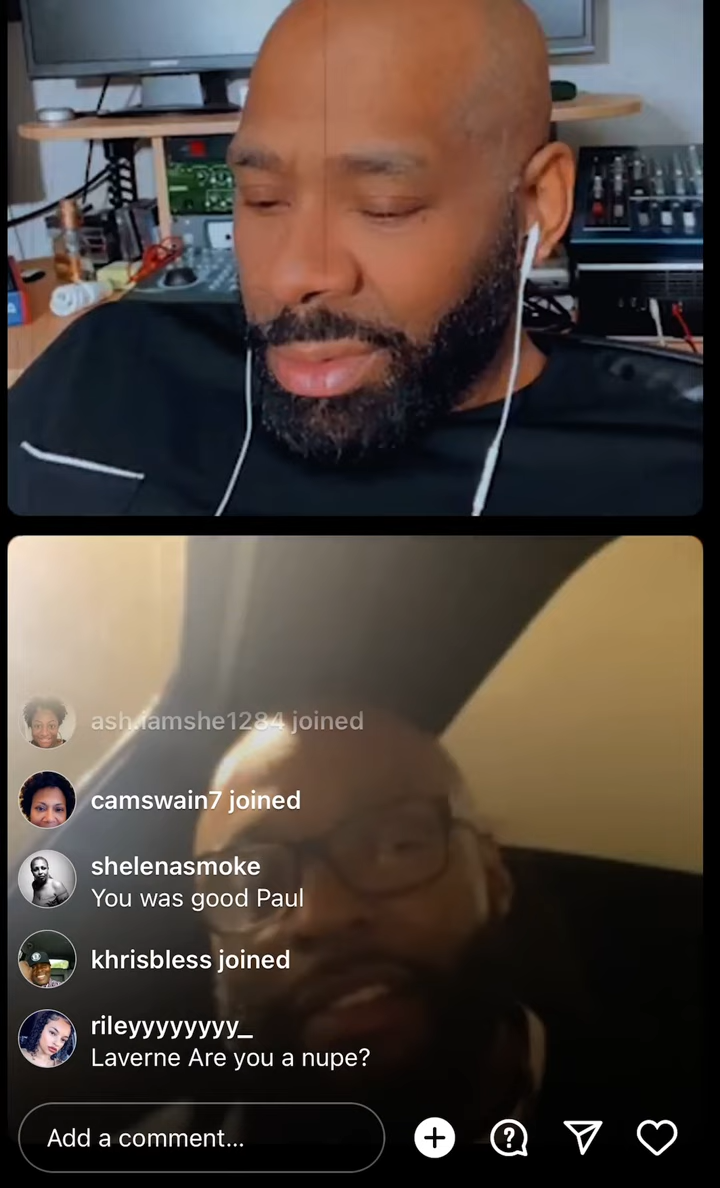 ash.iamshe1284 joined
camswain7 joined
shelenasmoke
You was good Paul
khrisbless joined
rileyyyyyyyy_
Laverne Are you a nupe?
Add a comment...